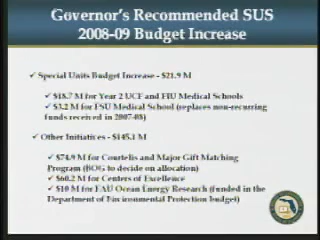 Governor's Recommended SUS
2008-09 Budget Increase
✓ Special Units Budget Increase - $21.9 M
✓ $18.7 M for Year 2 UCF and FIU Medical Schools
✓ $3.2 M for FSU Medical School (replaces non-recurring
funds received in 2007-08)
✓ Other Initiatives - $145.1 M
✓ $74.9 M for Courtelis and Major Gift Matching
Program (BOG to decide on allocation)
✓ $60.2 M for Centers of Excellence
✓ $10 M for FAU Ocean Energy Research (funded in the
Department of Environmental Protection budget)